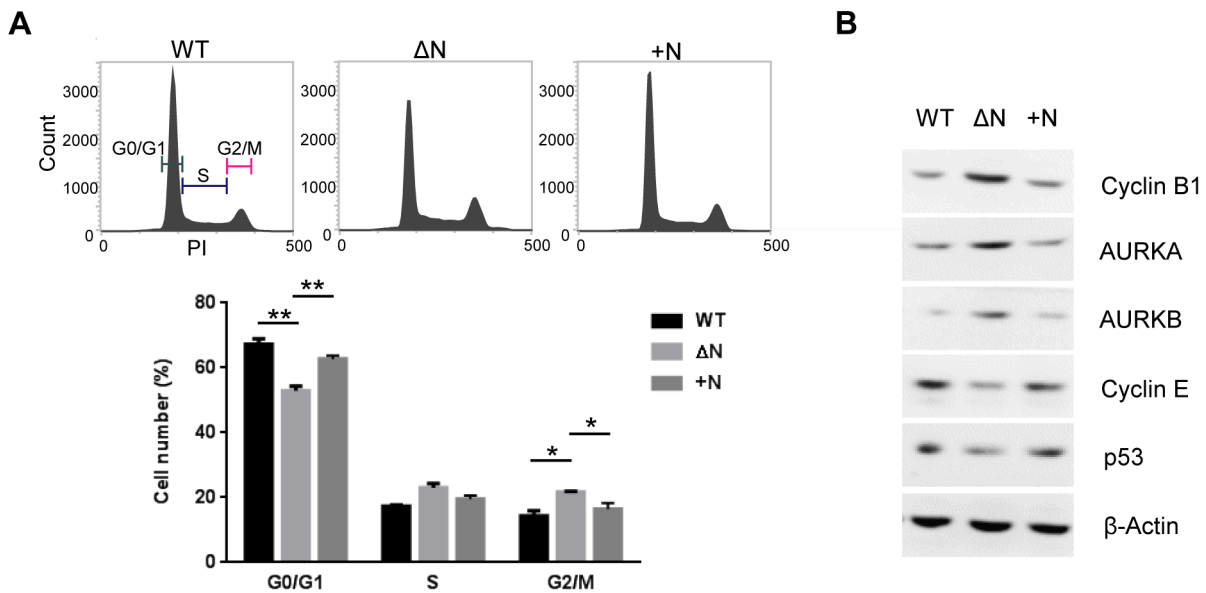 A
B
WT
ΔN
+N
Count
3000
2000
1000
0
G0/G1
S
G2/M
0
PI
500
3000
2000
1000
0
0
500
3000
2000
1000
0
0
500
Cell number (%)
80
60
40
20
0
**
**
*
*
WT
ΔN
+N
G0/G1
S
G2/M
WT ΔN +N
Cyclin B1
AURKA
AURKB
Cyclin E
p53
β-Actin